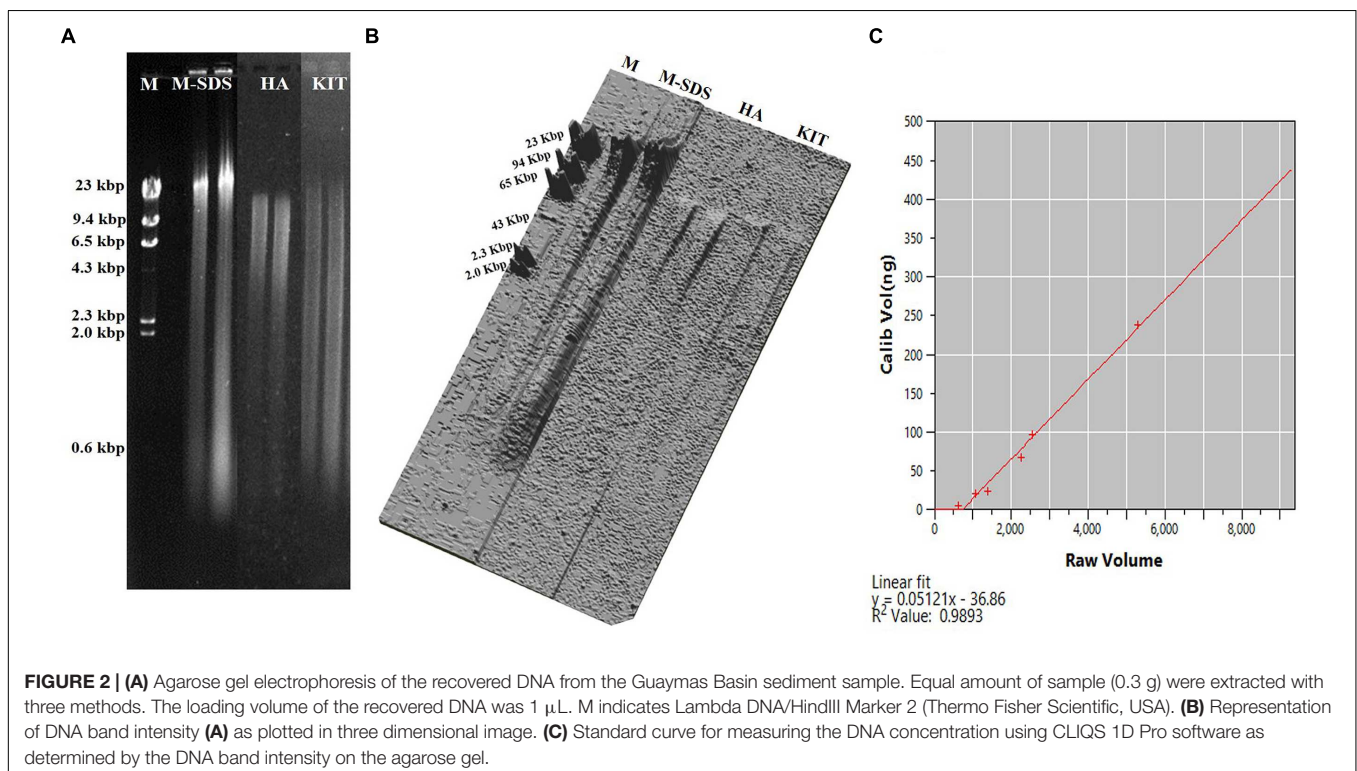 A
M M-SDS HA KIT
23 kbp
9.4 kbp
6.5 kbp
4.3 kbp
2.3 kbp
2.0 kbp
0.6 kbp
B
M M-SDS HA KIT
23 Kbp
94 Kbp
65 Kbp
43 Kbp
2.3 Kbp
2.0 Kbp
C
Calib Vol(ng)
500
450
400
350
300
250
200
150
100
50
0
0 2,000 4,000 6,000 8,000
Raw Volume
Linear fit
y = 0.05121x - 36.86
R² Value: 0.9893
FIGURE 2 | (A) Agarose gel electrophoresis of the recovered DNA from the Guaymas Basin sediment sample. Equal amount of sample (0.3 g) were extracted with
three methods. The loading volume of the recovered DNA was 1 μL. M indicates Lambda DNA/HindIII Marker 2 (Thermo Fisher Scientific, USA). (B) Representation
of DNA band intensity (A) as plotted in three dimensional image. (C) Standard curve for measuring the DNA concentration using CLIQS 1D Pro software as
determined by the DNA band intensity on the agarose gel.